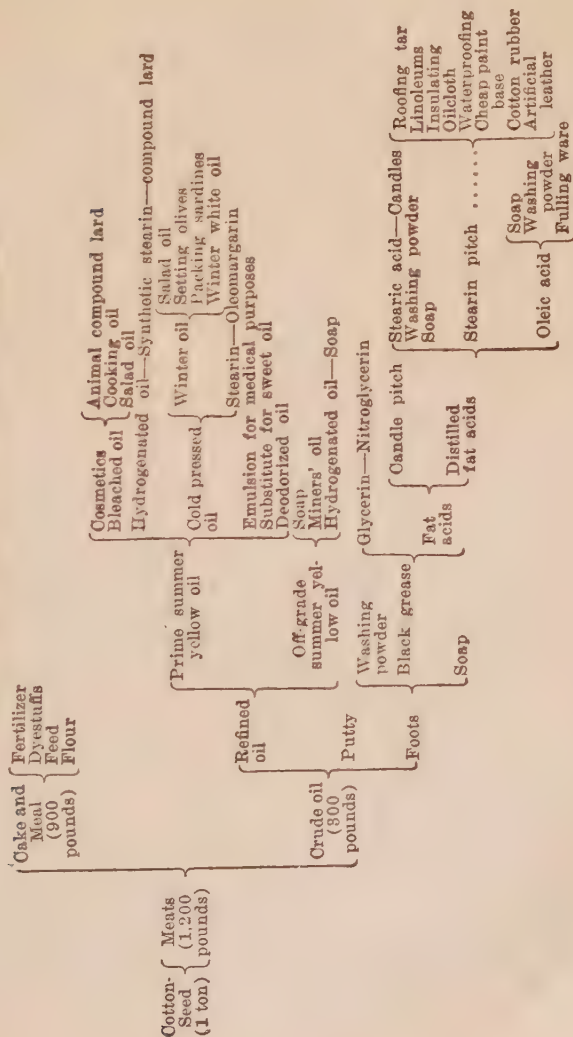 Cotton-
Seed
(1 ton)
Meats
(1,200
pounds)
Cake and
Meal
(900
pounds)
Fertilizer
Dyestuffs
Feed
Flour
Crude oil
(300
pounds)
Refined
oil
Prime summer
yellow oil
Cosmetics
Bleached oil
Animal compound lard
Cooking oil
Salad oil
Hydrogenated oil—Synthetic stearin—compound lard
Cold pressed
oil
Winter oil
Salad oil
Setting olives
Packing sardines
Winter white oil
Stearin—Oleomargarin
Emulsion for medical purposes
Substitute for sweet oil
Deodorized oil
Off-grade
summer yel-
low oil
Soap
Miners' oil
Hydrogenated oil—Soap
Putty
Foots
Washing
powder
Black grease
Glycerin—Nitroglycerin
Fat
acids
Candle pitch
Distilled
fat acids
Stearic acid—Candles
Washing powder
Soap
Stearin pitch ......
Roofing tar
Linoleums
Insulating
Oilcloth
Waterproofing
Cheap paint
base
Cotton rubber
Artificial
leather
Oleic acid
Soap
Washing
powder
Fulling ware
Soap